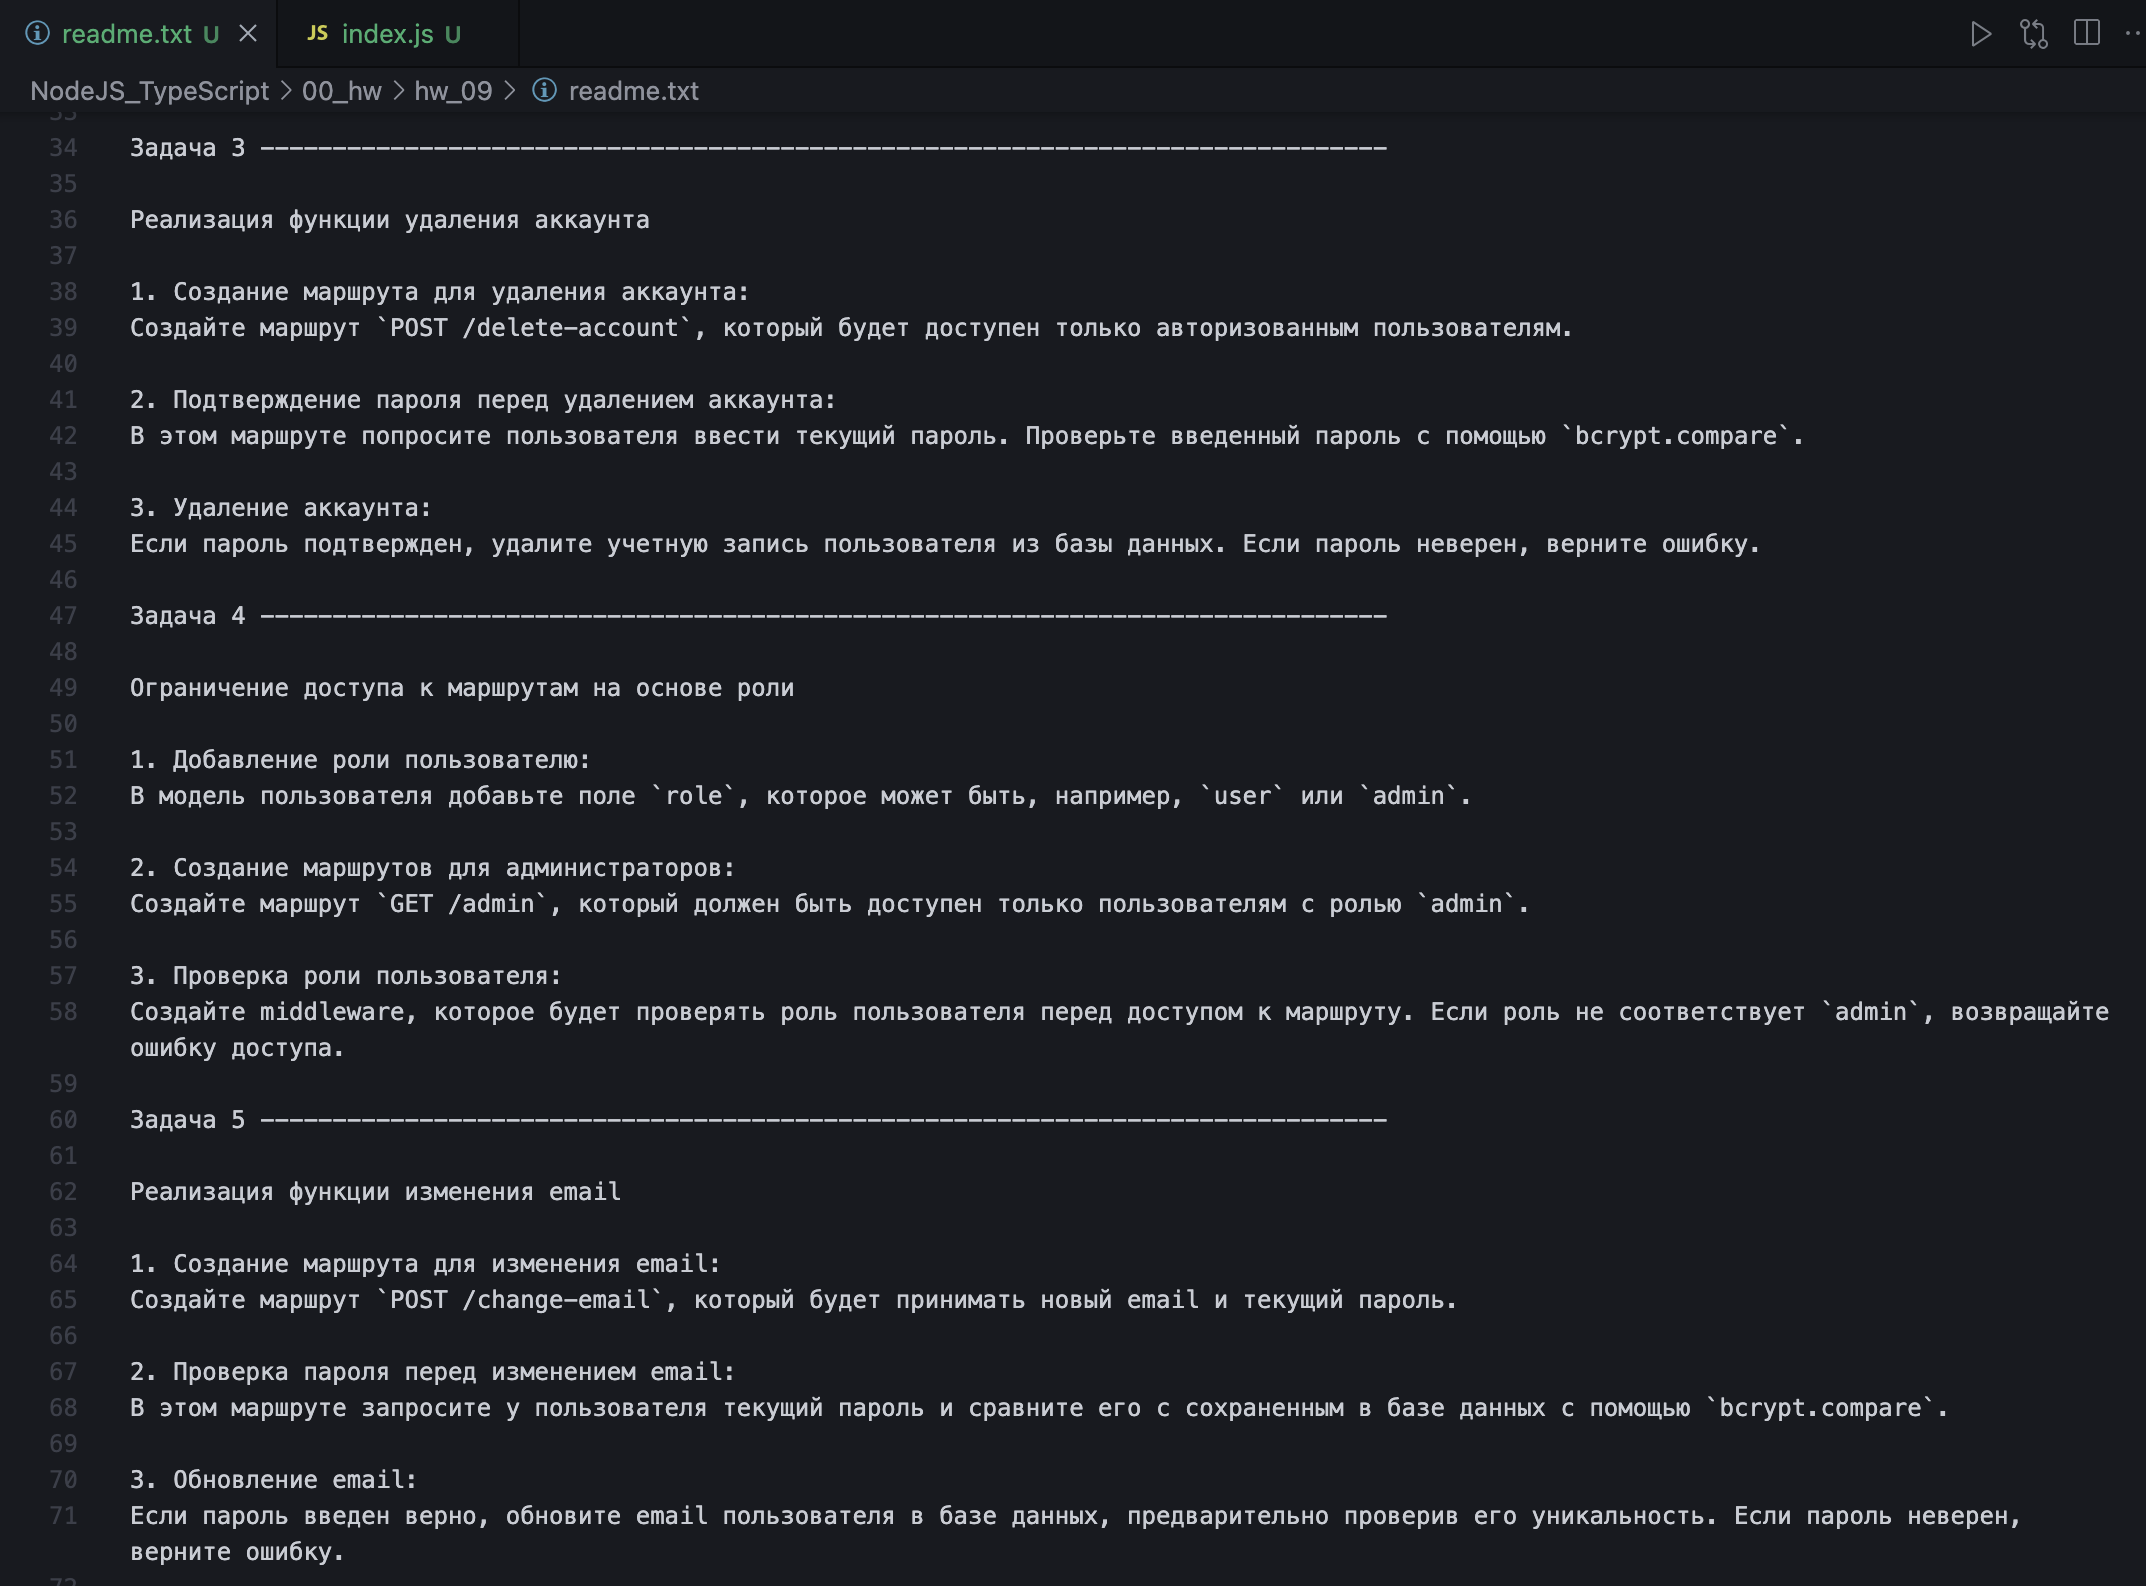 readme.txt U
JS index.js U
NodeJS_TypeScript > 00_hw > hw_09 > readme.txt
33
34 Задача 3 ------------------------------------------------------------------------------
35
36 Реализация функции удаления аккаунта
37
38 1. Создание маршрута для удаления аккаунта:
39 Создайте маршрут `POST /delete-account`, который будет доступен только авторизованным пользователям.
40
41 2. Подтверждение пароля перед удалением аккаунта:
42 В этом маршруте попросите пользователя ввести текущий пароль. Проверьте введенный пароль с помощью `bcrypt.compare`.
43
44 3. Удаление аккаунта:
45 Если пароль подтвержден, удалите учетную запись пользователя из базы данных. Если пароль неверен, верните ошибку.
46
47 Задача 4 ------------------------------------------------------------------------------
48
49 Ограничение доступа к маршрутам на основе роли
50
51 1. Добавление роли пользователю:
52 В модель пользователя добавьте поле `role`, которое может быть, например, `user` или `admin`.
53
54 2. Создание маршрутов для администраторов:
55 Создайте маршрут `GET /admin`, который должен быть доступен только пользователям с ролью `admin`.
56
57 3. Проверка роли пользователя:
58 Создайте middleware, которое будет проверять роль пользователя перед доступом к маршруту. Если роль не соответствует `admin`, возвращайте
ошибку доступа.
59
60 Задача 5 ------------------------------------------------------------------------------
61
62 Реализация функции изменения email
63
64 1. Создание маршрута для изменения email:
65 Создайте маршрут `POST /change-email`, который будет принимать новый email и текущий пароль.
66
67 2. Проверка пароля перед изменением email:
68 В этом маршруте запросите у пользователя текущий пароль и сравните его с сохраненным в базе данных с помощью `bcrypt.compare`.
69
70 3. Обновление email:
71 Если пароль введен верно, обновите email пользователя в базе данных, предварительно проверив его уникальность. Если пароль неверен,
верните ошибку.
72